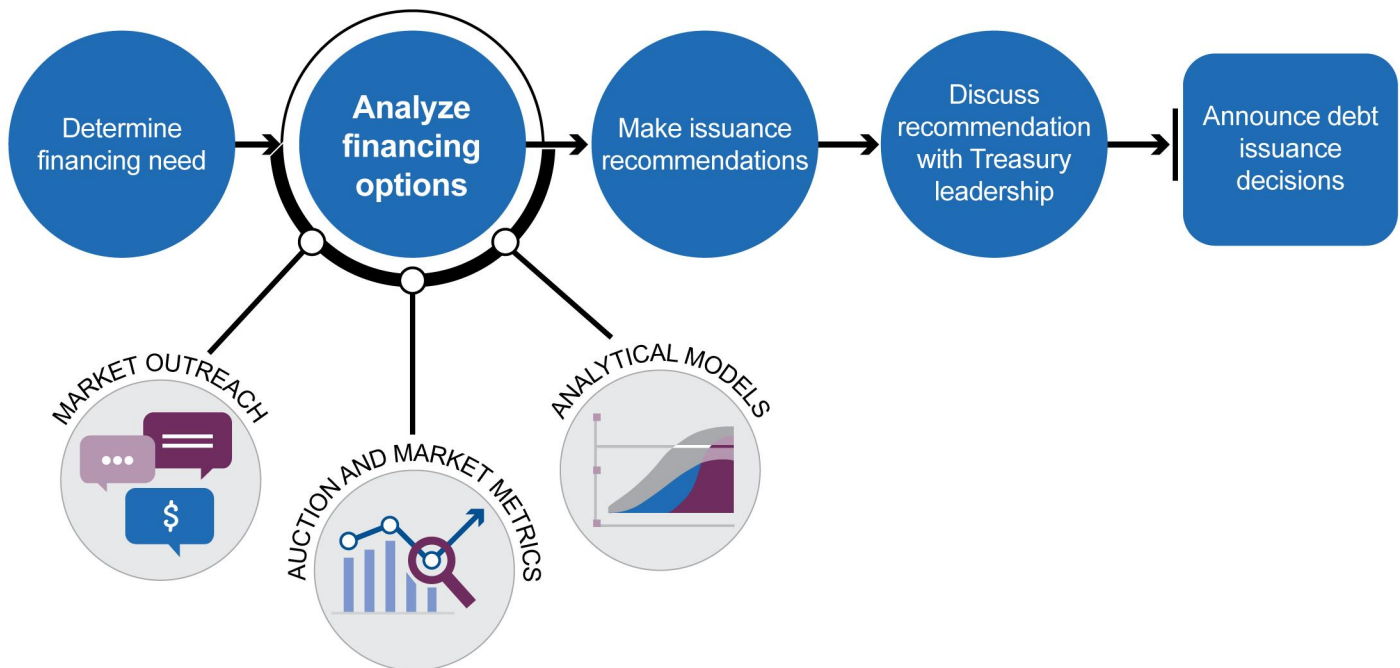 Determine
financing need
Analyze
financing
options
Make issuance
recommendations
Discuss
recommendation
with Treasury
leadership
Announce debt
issuance
decisions
MARKET OUTREACH
$
AUCTION AND MARKET METRICS
ANALYTICAL MODELS